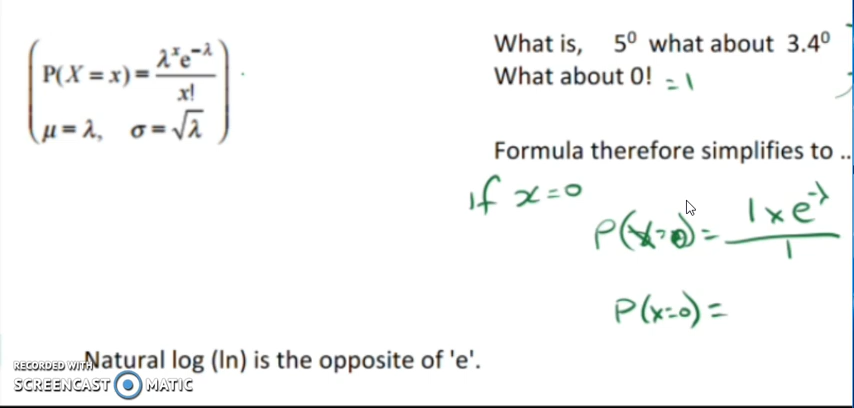 P(X = x) = λˣe⁻λ / x!
μ = λ, σ = √λ
What is, 5⁰ what about 3.4⁰
What about 0! = 1
Formula therefore simplifies to ..
If x = 0
P(x=0) = 1 × e⁻λ / 1
P(x=0) =
Natural log (ln) is the opposite of 'e'.
RECORDED WITH
SCREENCAST MATIC